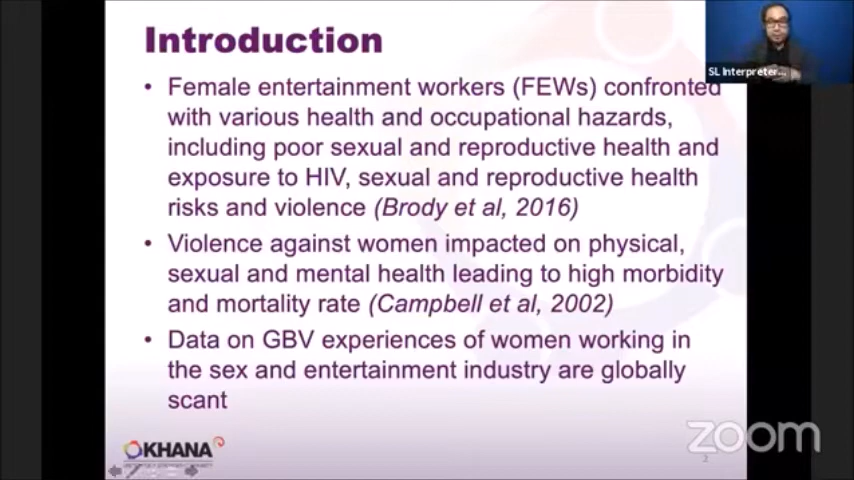 Introduction
SL Interpreter...
• Female entertainment workers (FEWs) confronted
with various health and occupational hazards,
including poor sexual and reproductive health and
exposure to HIV, sexual and reproductive health
risks and violence (Brody et al, 2016)
• Violence against women impacted on physical,
sexual and mental health leading to high morbidity
and mortality rate (Campbell et al, 2002)
• Data on GBV experiences of women working in
the sex and entertainment industry are globally
scant
KHANA
zoom
2